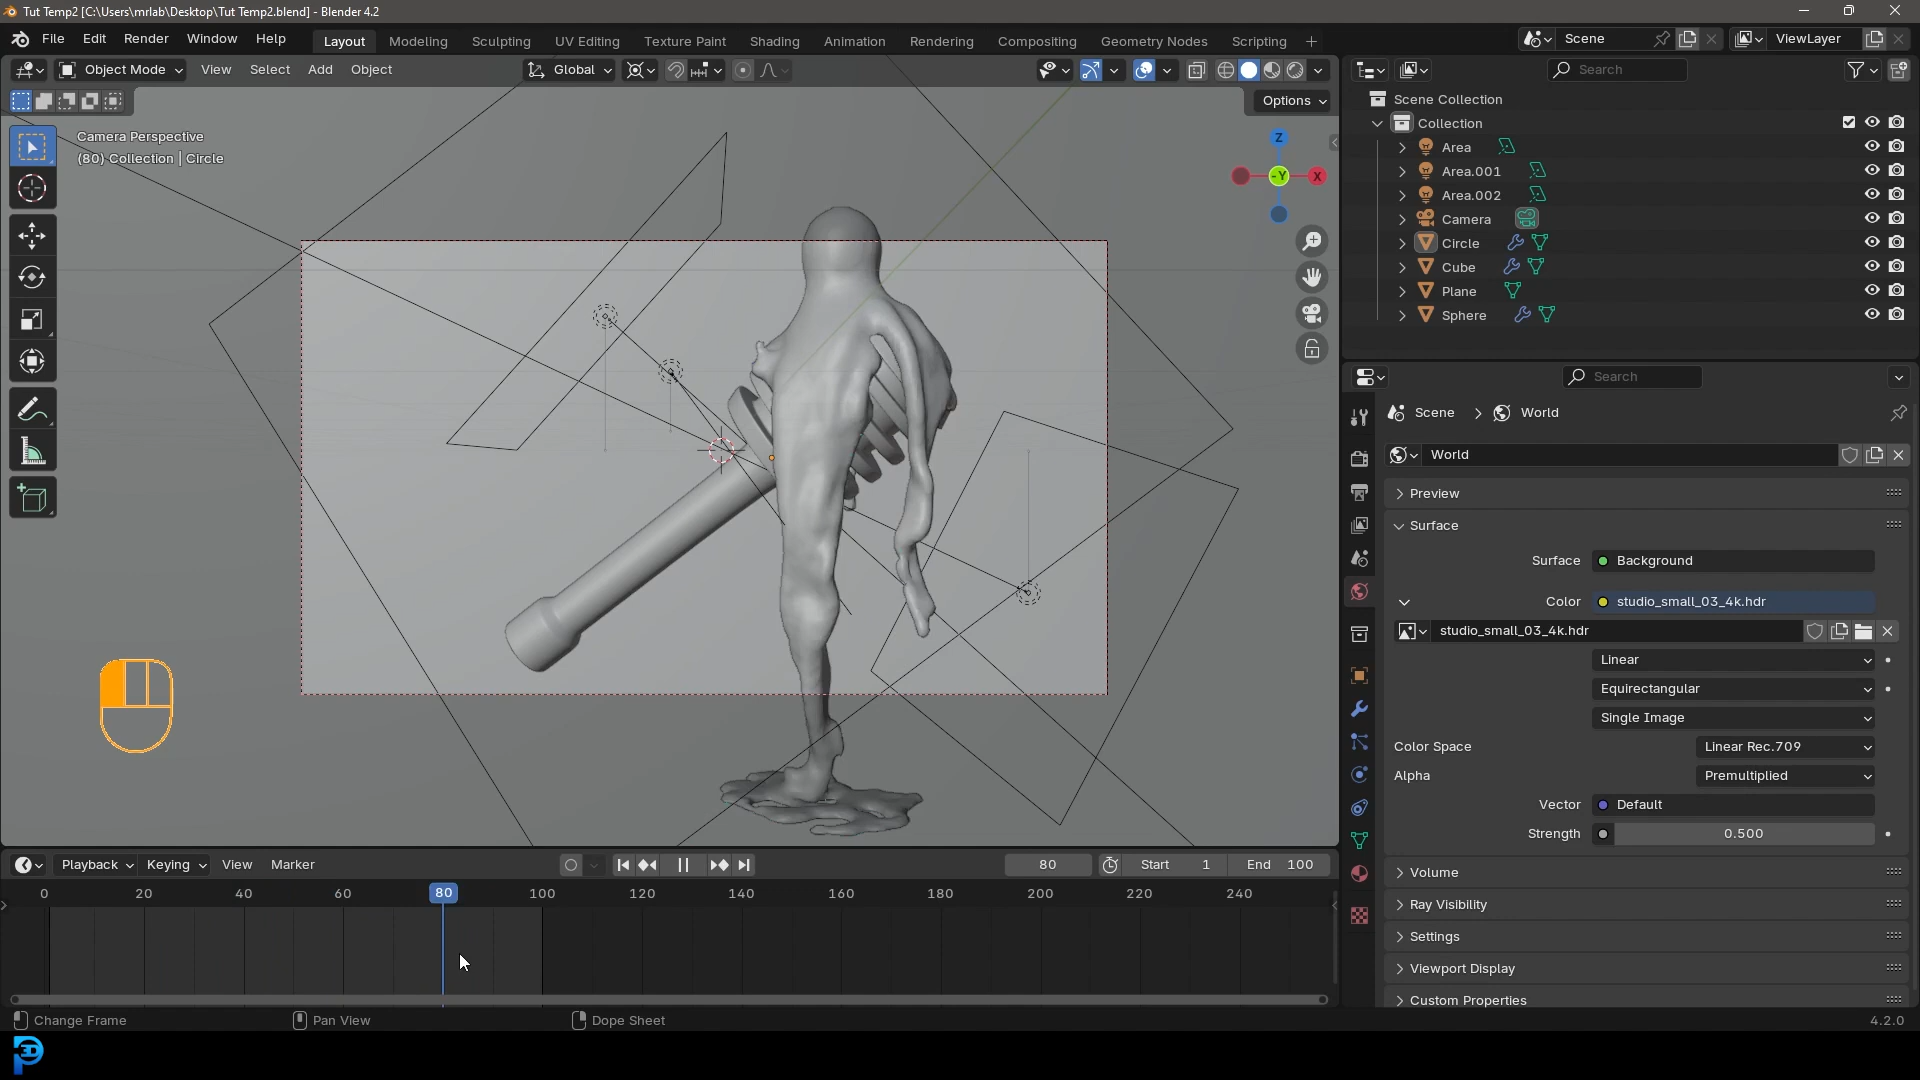 Tut Temp2 [C:\Users\mrlab\Desktop\Tut Temp2.blend] - Blender 4.2
File Edit Render Window Help Layout Modeling Sculpting UV Editing Texture Paint Shading Animation Rendering Compositing Geometry Nodes Scripting + Scene ViewLayer
Object Mode View Select Add Object Global Search
Options
Camera Perspective
(80) Collection | Circle
Z
-Y
X
Scene Collection
Collection
Area
Area.001
Area.002
Camera
Circle
Cube
Plane
Sphere
Search
Scene > World
World
Preview
Surface
Surface Background
Color studio_small_03_4k.hdr
studio_small_03_4k.hdr
Linear
Equirectangular
Single Image
Color Space Linear Rec.709
Alpha Premultiplied
Vector Default
Strength 0.500
Volume
Ray Visibility
Settings
Viewport Display
Custom Properties
Playback Keying View Marker 80 Start 1 End 100
0 20 40 60 80 100 120 140 160 180 200 220 240
Change Frame Pan View Dope Sheet 4.2.0
3D